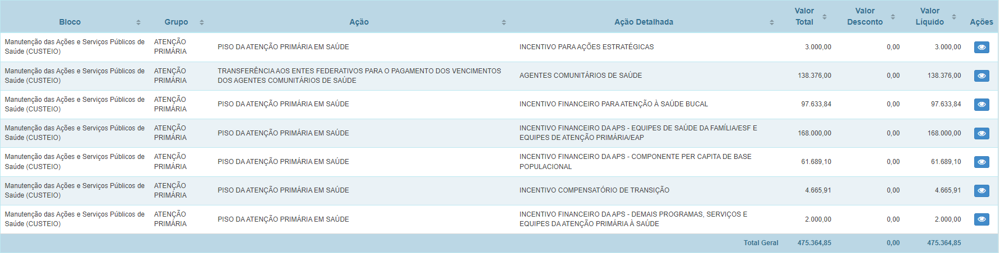 Bloco Grupo Ação Ação Detalhada Valor Total Valor Desconto Valor Líquido Ações
Manutenção das Ações e Serviços Públicos de Saúde (CUSTEIO) ATENÇÃO PRIMÁRIA PISO DA ATENÇÃO PRIMÁRIA EM SAÚDE INCENTIVO PARA AÇÕES ESTRATÉGICAS 3.000,00 0,00 3.000,00
Manutenção das Ações e Serviços Públicos de Saúde (CUSTEIO) ATENÇÃO PRIMÁRIA TRANSFERÊNCIA AOS ENTES FEDERATIVOS PARA O PAGAMENTO DOS VENCIMENTOS DOS AGENTES COMUNITÁRIOS DE SAÚDE AGENTES COMUNITÁRIOS DE SAÚDE 138.376,00 0,00 138.376,00
Manutenção das Ações e Serviços Públicos de Saúde (CUSTEIO) ATENÇÃO PRIMÁRIA PISO DA ATENÇÃO PRIMÁRIA EM SAÚDE INCENTIVO FINANCEIRO PARA ATENÇÃO À SAÚDE BUCAL 97.633,84 0,00 97.633,84
Manutenção das Ações e Serviços Públicos de Saúde (CUSTEIO) ATENÇÃO PRIMÁRIA PISO DA ATENÇÃO PRIMÁRIA EM SAÚDE INCENTIVO FINANCEIRO DA APS - EQUIPES DE SAÚDE DA FAMÍLIA/ESF E EQUIPES DE ATENÇÃO PRIMÁRIA/EAP 168.000,00 0,00 168.000,00
Manutenção das Ações e Serviços Públicos de Saúde (CUSTEIO) ATENÇÃO PRIMÁRIA PISO DA ATENÇÃO PRIMÁRIA EM SAÚDE INCENTIVO FINANCEIRO DA APS - COMPONENTE PER CAPITA DE BASE POPULACIONAL 61.689,10 0,00 61.689,10
Manutenção das Ações e Serviços Públicos de Saúde (CUSTEIO) ATENÇÃO PRIMÁRIA PISO DA ATENÇÃO PRIMÁRIA EM SAÚDE INCENTIVO COMPENSATÓRIO DE TRANSIÇÃO 4.665,91 0,00 4.665,91
Manutenção das Ações e Serviços Públicos de Saúde (CUSTEIO) ATENÇÃO PRIMÁRIA PISO DA ATENÇÃO PRIMÁRIA EM SAÚDE INCENTIVO FINANCEIRO DA APS - DEMAIS PROGRAMAS, SERVIÇOS E EQUIPES DA ATENÇÃO PRIMÁRIA À SAÚDE 2.000,00 0,00 2.000,00
Total Geral 475.364,85 0,00 475.364,85